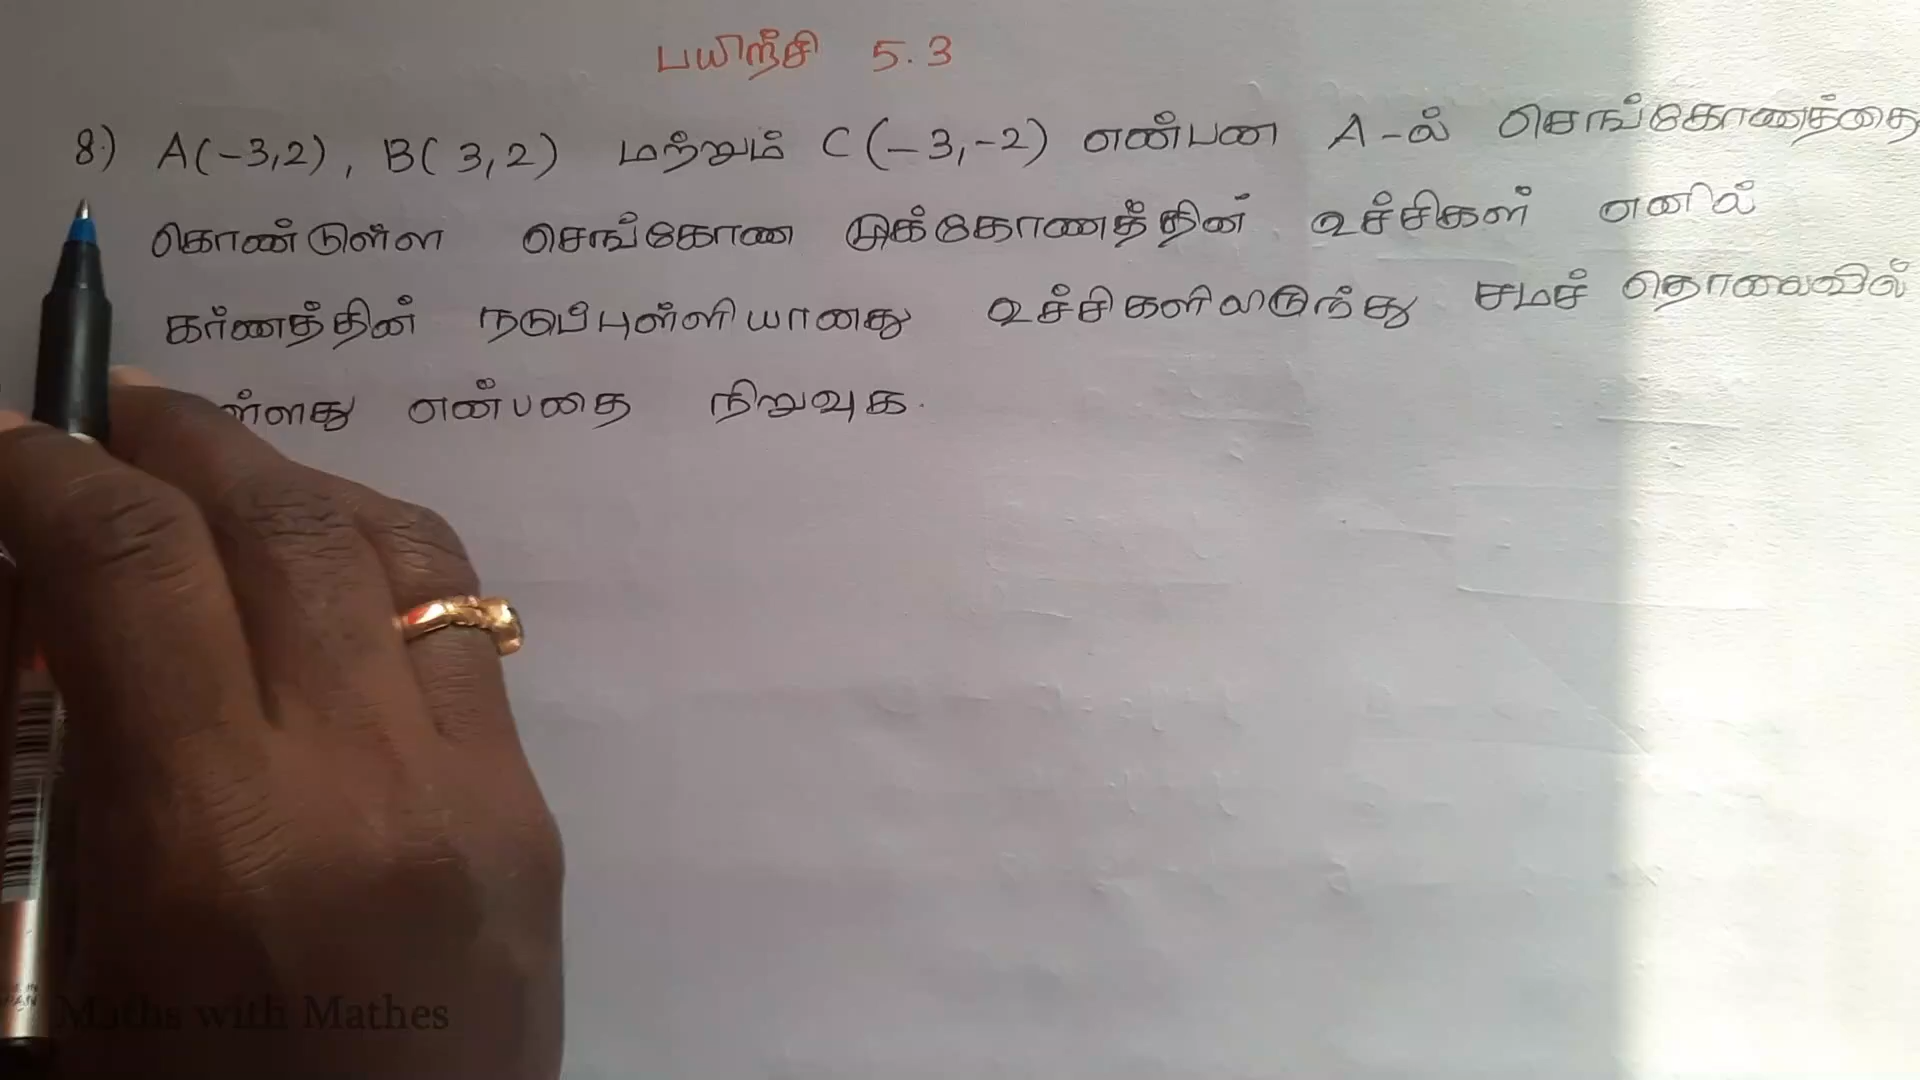 பயிற்சி 5.3
8) A(-3,2), B(3,2) மற்றும் C(-3,-2) என்பன A-ல் செங்கோணத்தை
கொண்டுள்ள செங்கோண முக்கோணத்தின் உச்சிகள் எனில்
கர்ணத்தின் நடுப்புள்ளியானது உச்சிகளிலிருந்து சமச் தொலைவில்
ள்ளது என்பதை நிறுவுக.
Maths with Mathes